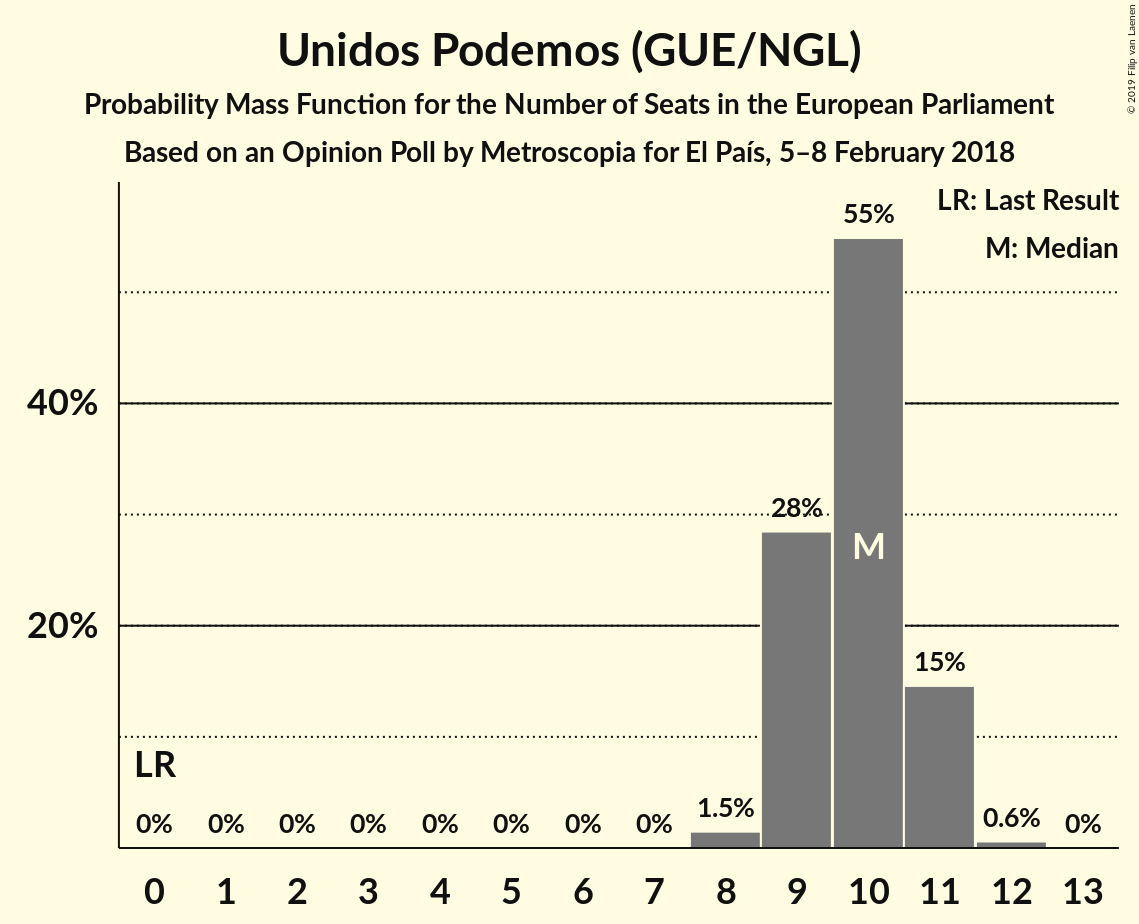 Unidos Podemos (GUE/NGL)
Probability Mass Function for the Number of Seats in the European Parliament
Based on an Opinion Poll by Metroscopia for El País, 5–8 February 2018
© 2019 Filip van Laenen
LR: Last Result
M: Median
55%
40%
28%
M
20%
15%
LR
0% 0% 0% 0% 0% 0% 0% 0% 1.5% 0.6% 0%
0 1 2 3 4 5 6 7 8 9 10 11 12 13